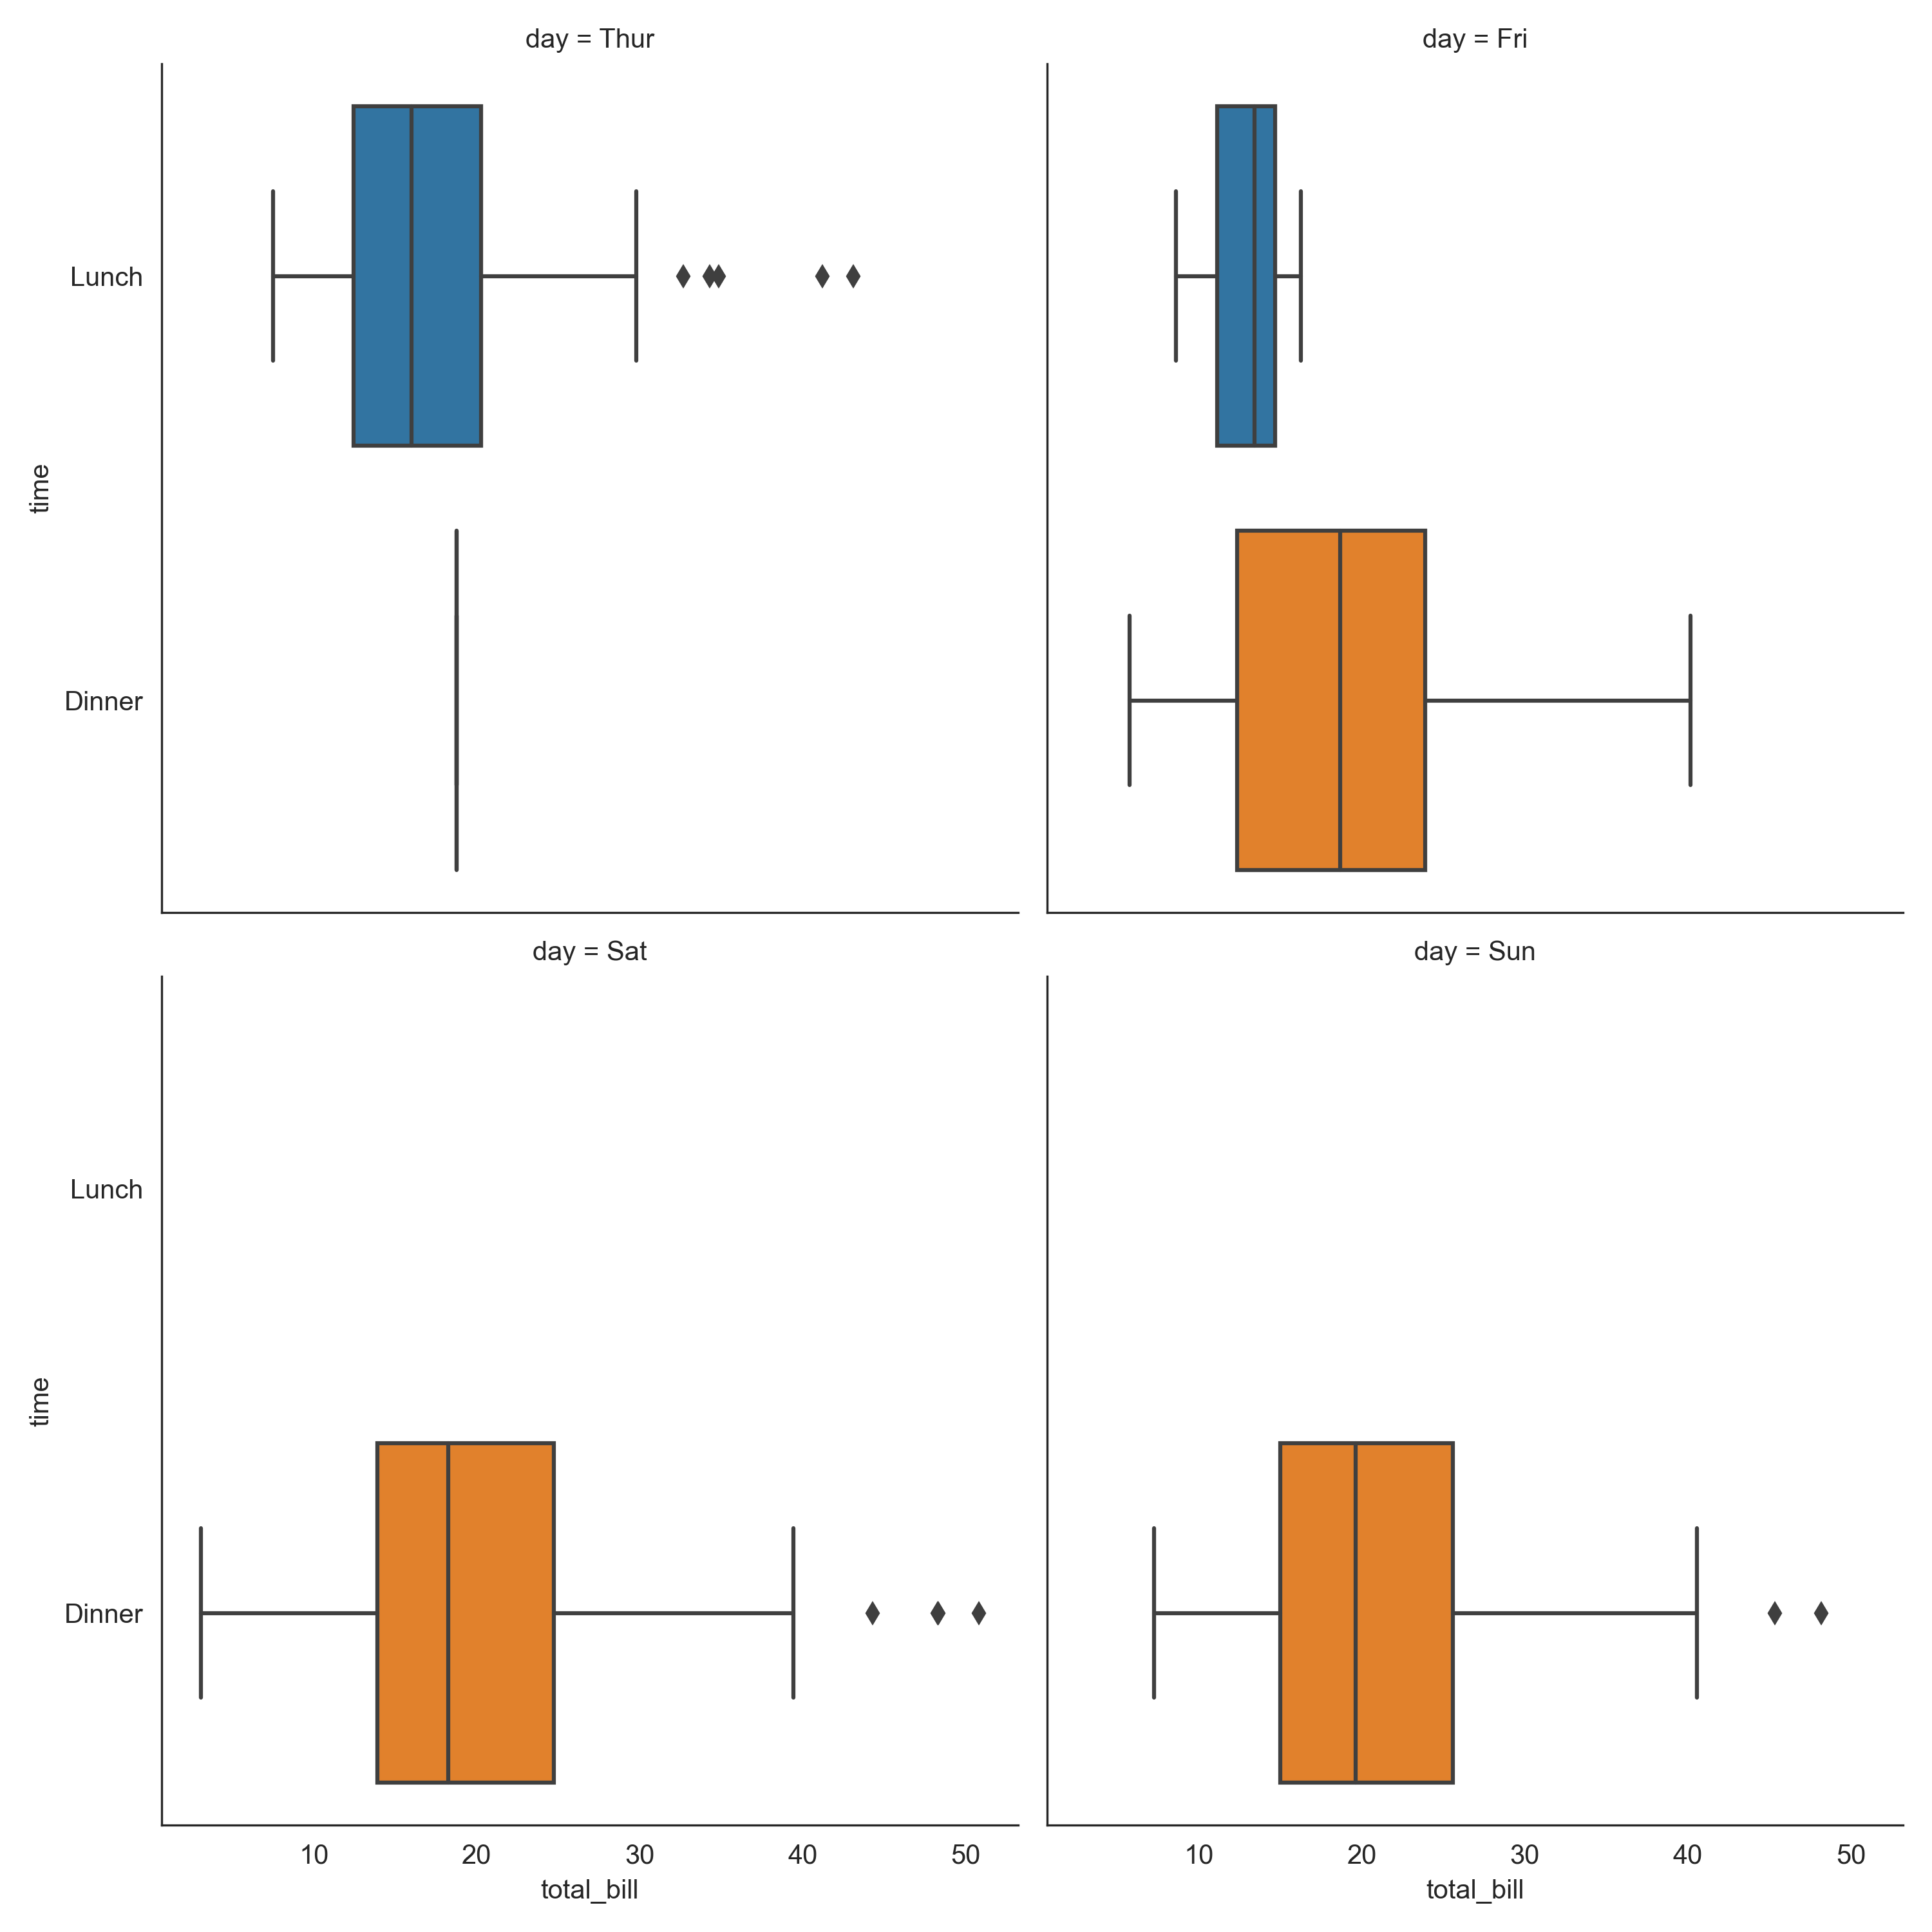 day = Thur
day = Fri
Lunch
time
Dinner
day = Sat
day = Sun
Lunch
time
Dinner
10 20 30 40 50
10 20 30 40 50
total_bill
total_bill